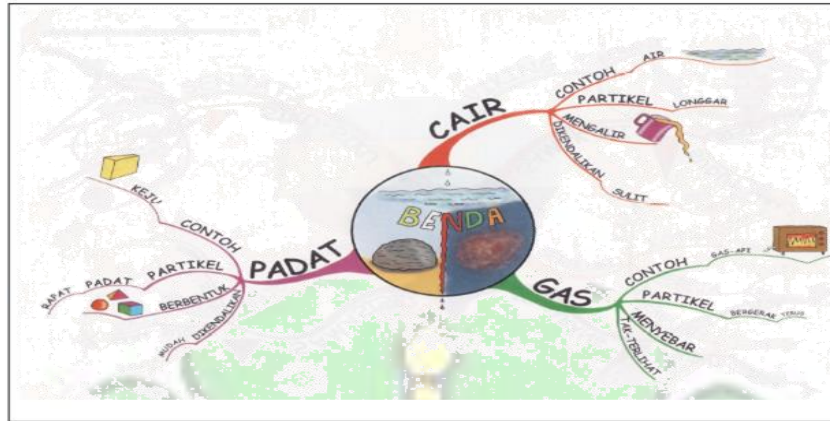 BENDA
CAIR
CONTOH
AIR
PARTIKEL
LONGGAR
MENGALIR
DIKENDALIKAN
SULIT
GAS
CONTOH
GAS-API
PARTIKEL
BERGERAK TERUS
MENYEBAR
TAK-TERLIHAT
PADAT
CONTOH
KEJU
PARTIKEL
PADAT
RAPAT
BERBENTUK
DIKENDALIKAN
MUDAH